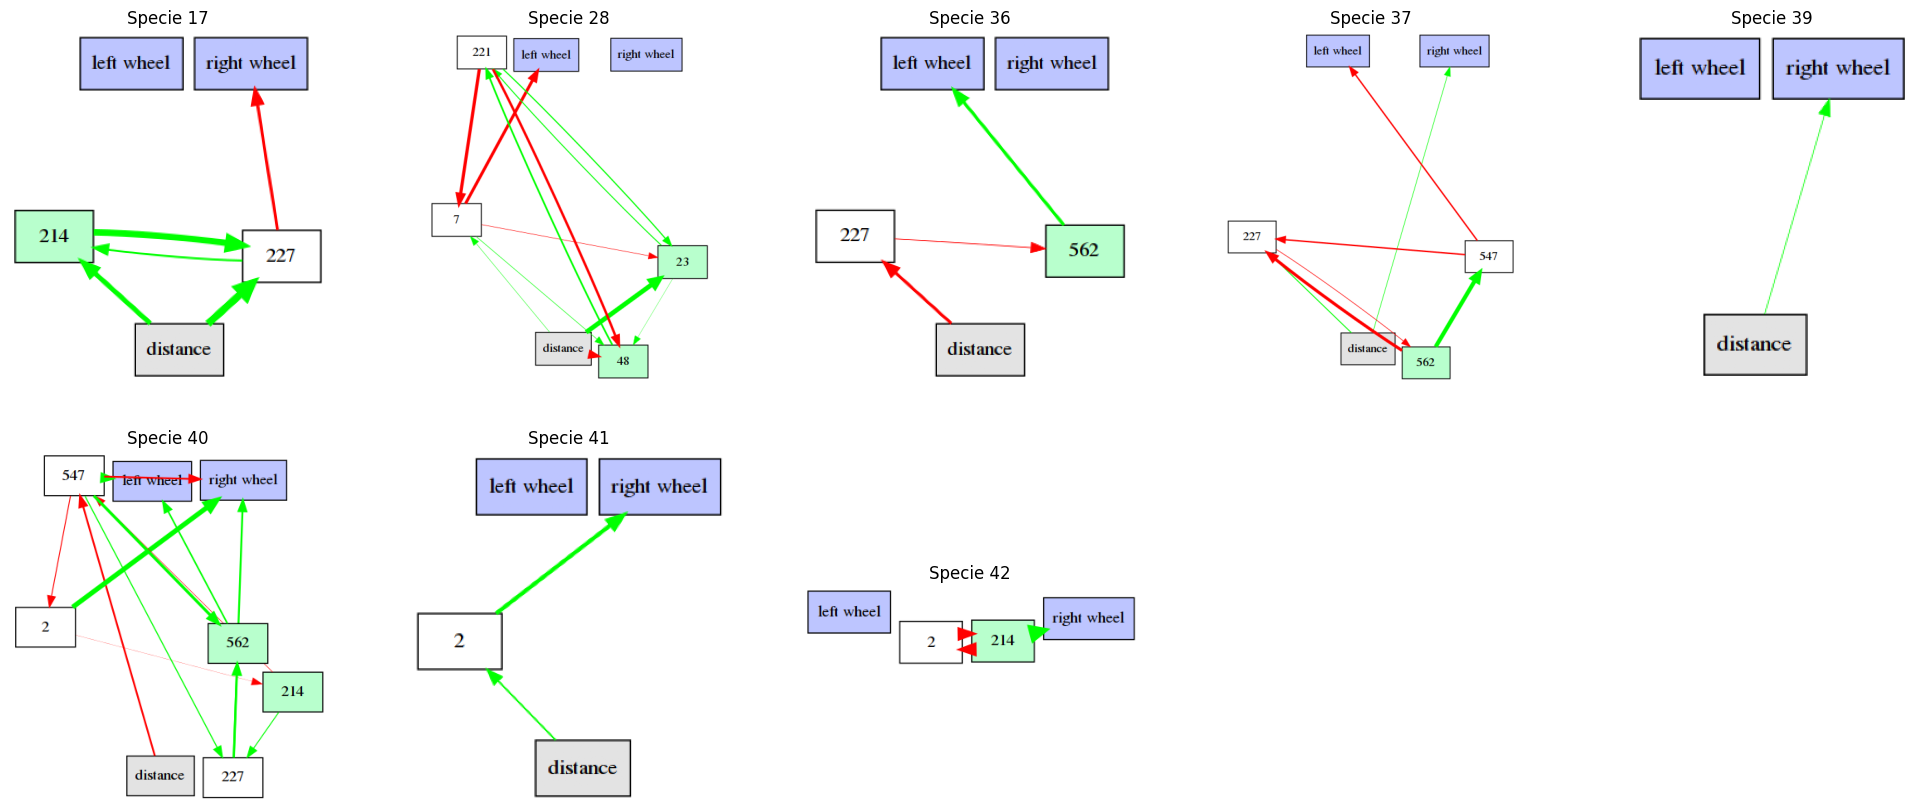 Specie 17
left wheel
right wheel
214
227
distance
Specie 28
221
left wheel
right wheel
7
23
distance
48
Specie 36
left wheel
right wheel
227
562
distance
Specie 37
left wheel
right wheel
227
547
distance
562
Specie 39
left wheel
right wheel
distance
Specie 40
547
left wheel
right wheel
2
562
214
distance
227
Specie 41
left wheel
right wheel
2
distance
Specie 42
left wheel
2
214
right wheel